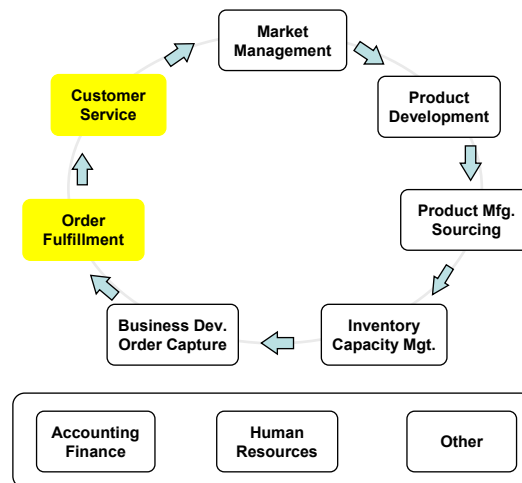 Market
Management
Product
Development
Product Mfg.
Sourcing
Inventory
Capacity Mgt.
Business Dev.
Order Capture
Order
Fulfillment
Customer
Service
Accounting
Finance
Human
Resources
Other